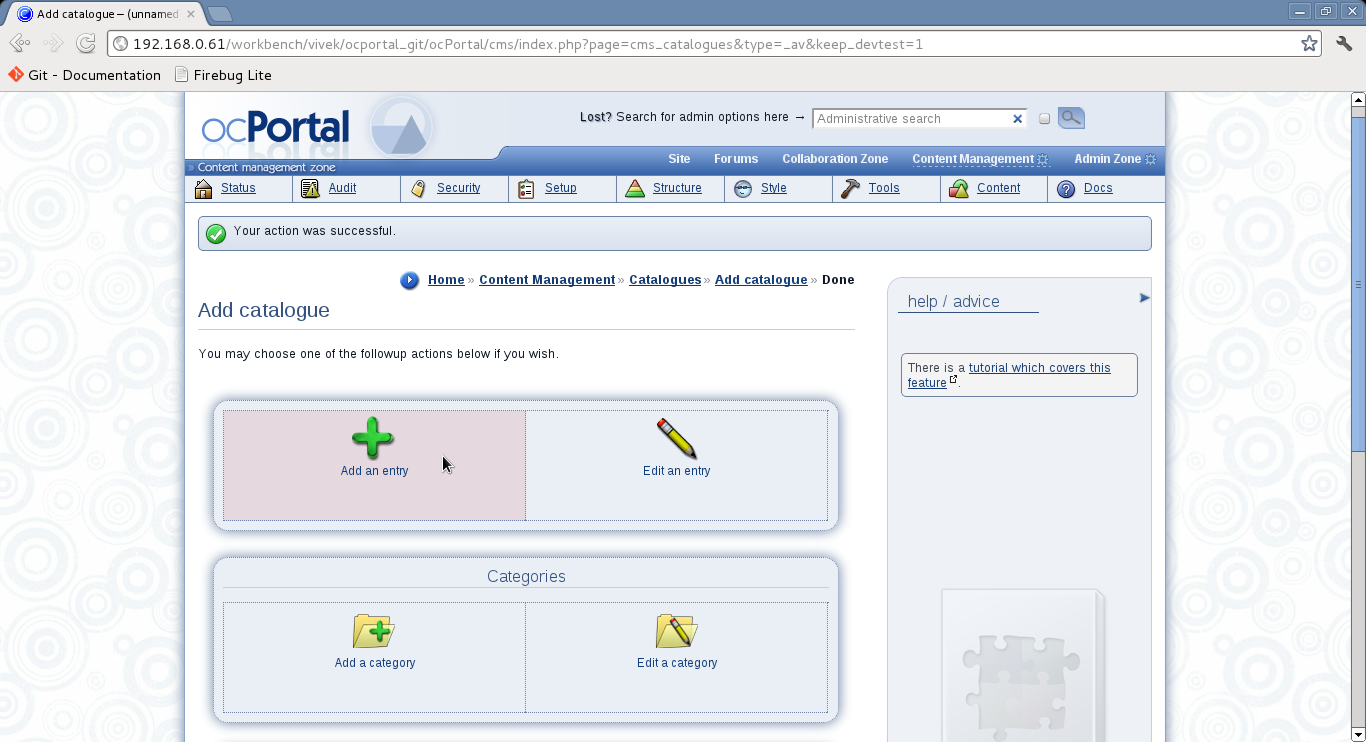 Add catalogue – (unnamed
192.168.0.61/workbench/vivek/ocportal_git/ocPortal/cms/index.php?page=cms_catalogues&type=_av&keep_devtest=1
Git - Documentation Firebug Lite
ocPortal
Lost? Search for admin options here → Administrative search
Site Forums Collaboration Zone Content Management Admin Zone
» Content management zone
Status Audit Security Setup Structure Style Tools Content Docs
Your action was successful.
Home » Content Management » Catalogues » Add catalogue » Done
Add catalogue
You may choose one of the followup actions below if you wish.
Add an entry Edit an entry
Categories
Add a category Edit a category
help / advice
There is a tutorial which covers this
feature .